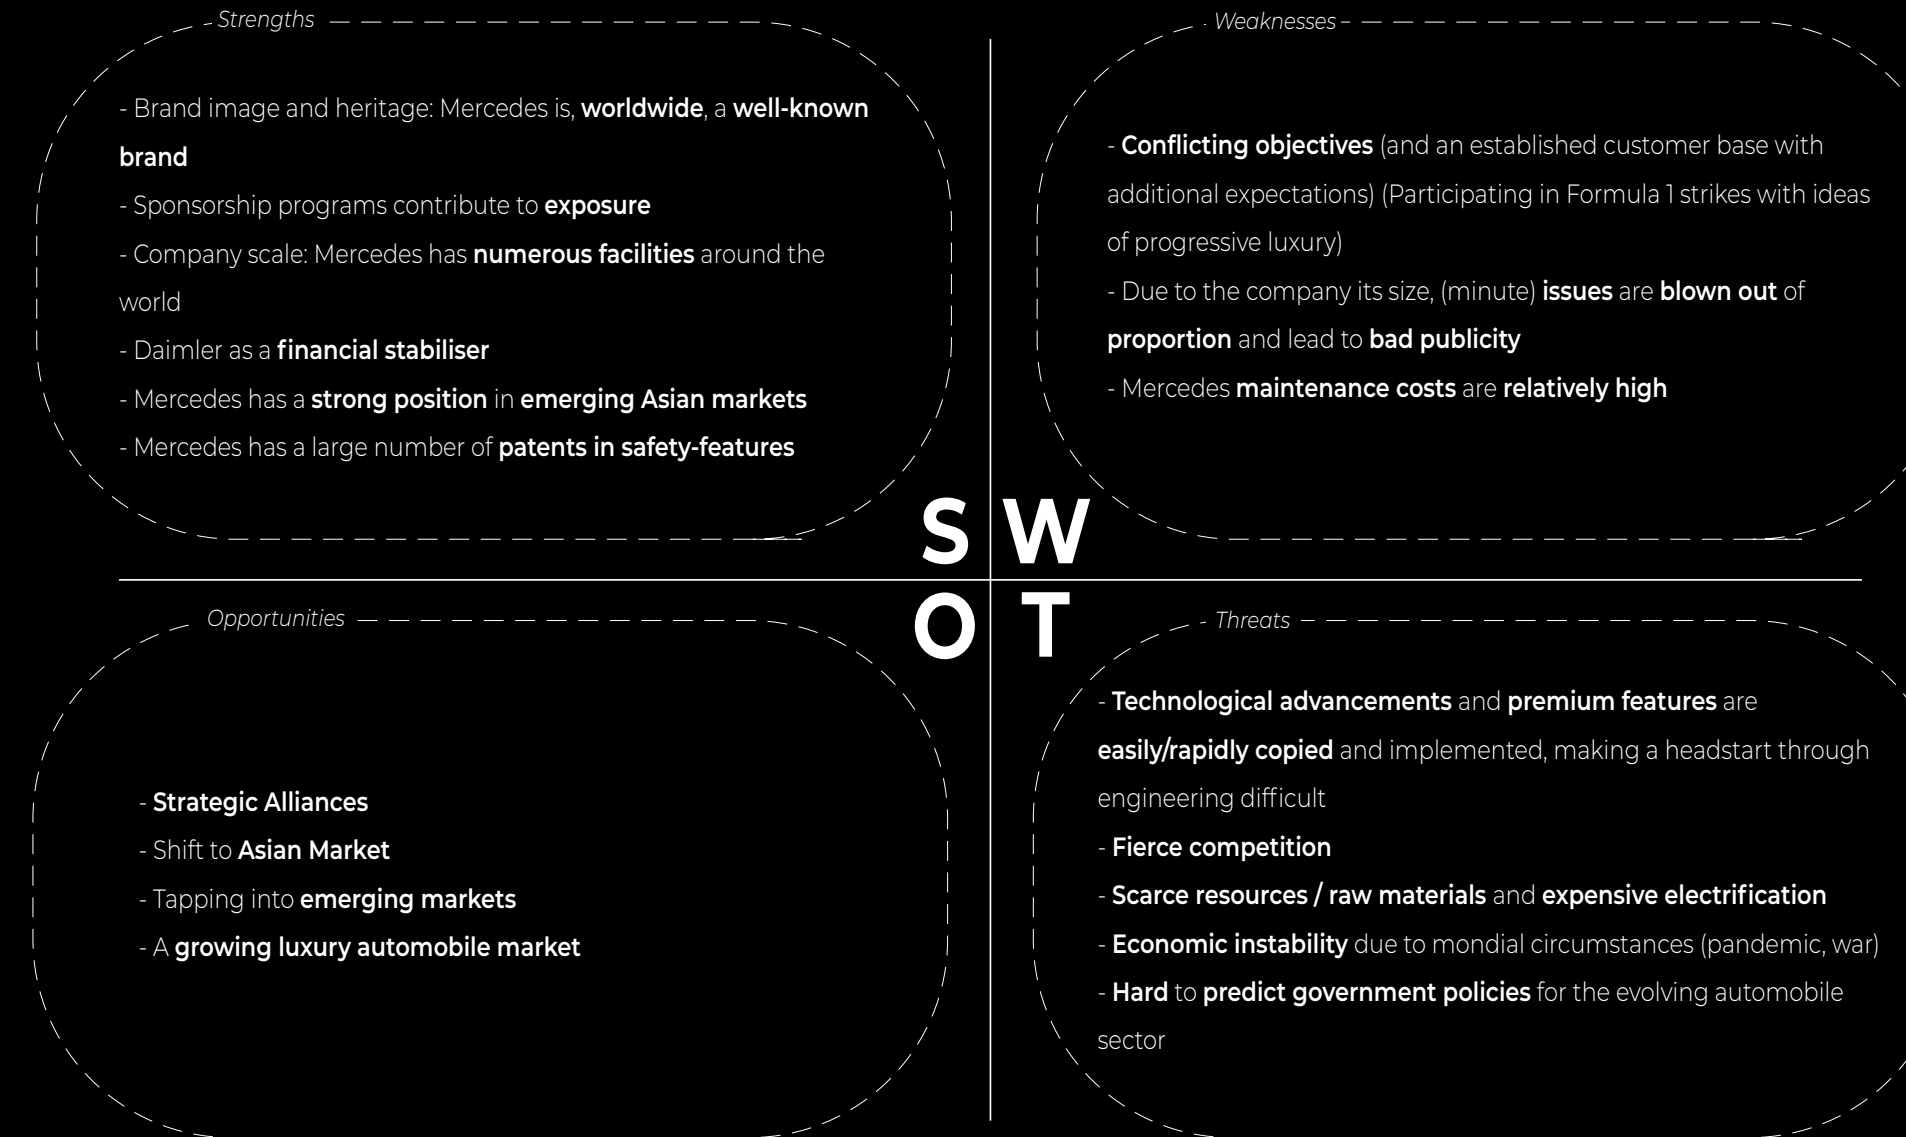 Strengths
- Brand image and heritage: Mercedes is, worldwide, a well-known
brand
- Sponsorship programs contribute to exposure
- Company scale: Mercedes has numerous facilities around the
world
- Daimler as a financial stabiliser
- Mercedes has a strong position in emerging Asian markets
- Mercedes has a large number of patents in safety-features
Weaknesses
- Conflicting objectives (and an established customer base with
additional expectations) (Participating in Formula 1 strikes with ideas
of progressive luxury)
- Due to the company its size, (minute) issues are blown out of
proportion and lead to bad publicity
- Mercedes maintenance costs are relatively high
S W
O T
Opportunities
- Strategic Alliances
- Shift to Asian Market
- Tapping into emerging markets
- A growing luxury automobile market
Threats
- Technological advancements and premium features are
easily/rapidly copied and implemented, making a headstart through
engineering difficult
- Fierce competition
- Scarce resources / raw materials and expensive electrification
- Economic instability due to mondial circumstances (pandemic, war)
- Hard to predict government policies for the evolving automobile
sector